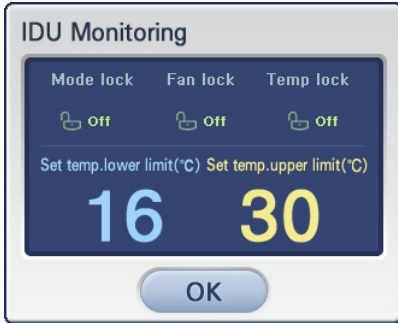 IDU Monitoring
Mode lock Fan lock Temp lock
Off Off Off
Set temp.lower limit(°C) Set temp.upper limit(°C)
16 30
OK